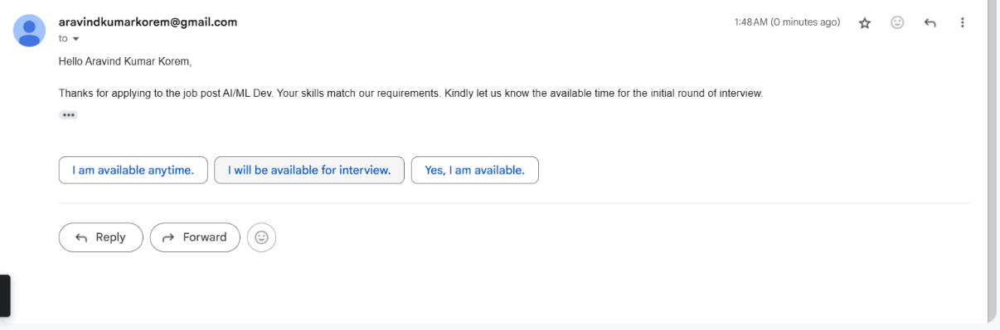 aravindkumarkorem@gmail.com
1:48 AM (0 minutes ago)
to
Hello Aravind Kumar Korem,
Thanks for applying to the job post AI/ML Dev. Your skills match our requirements. Kindly let us know the available time for the initial round of interview.
I am available anytime.
I will be available for interview.
Yes, I am available.
Reply
Forward